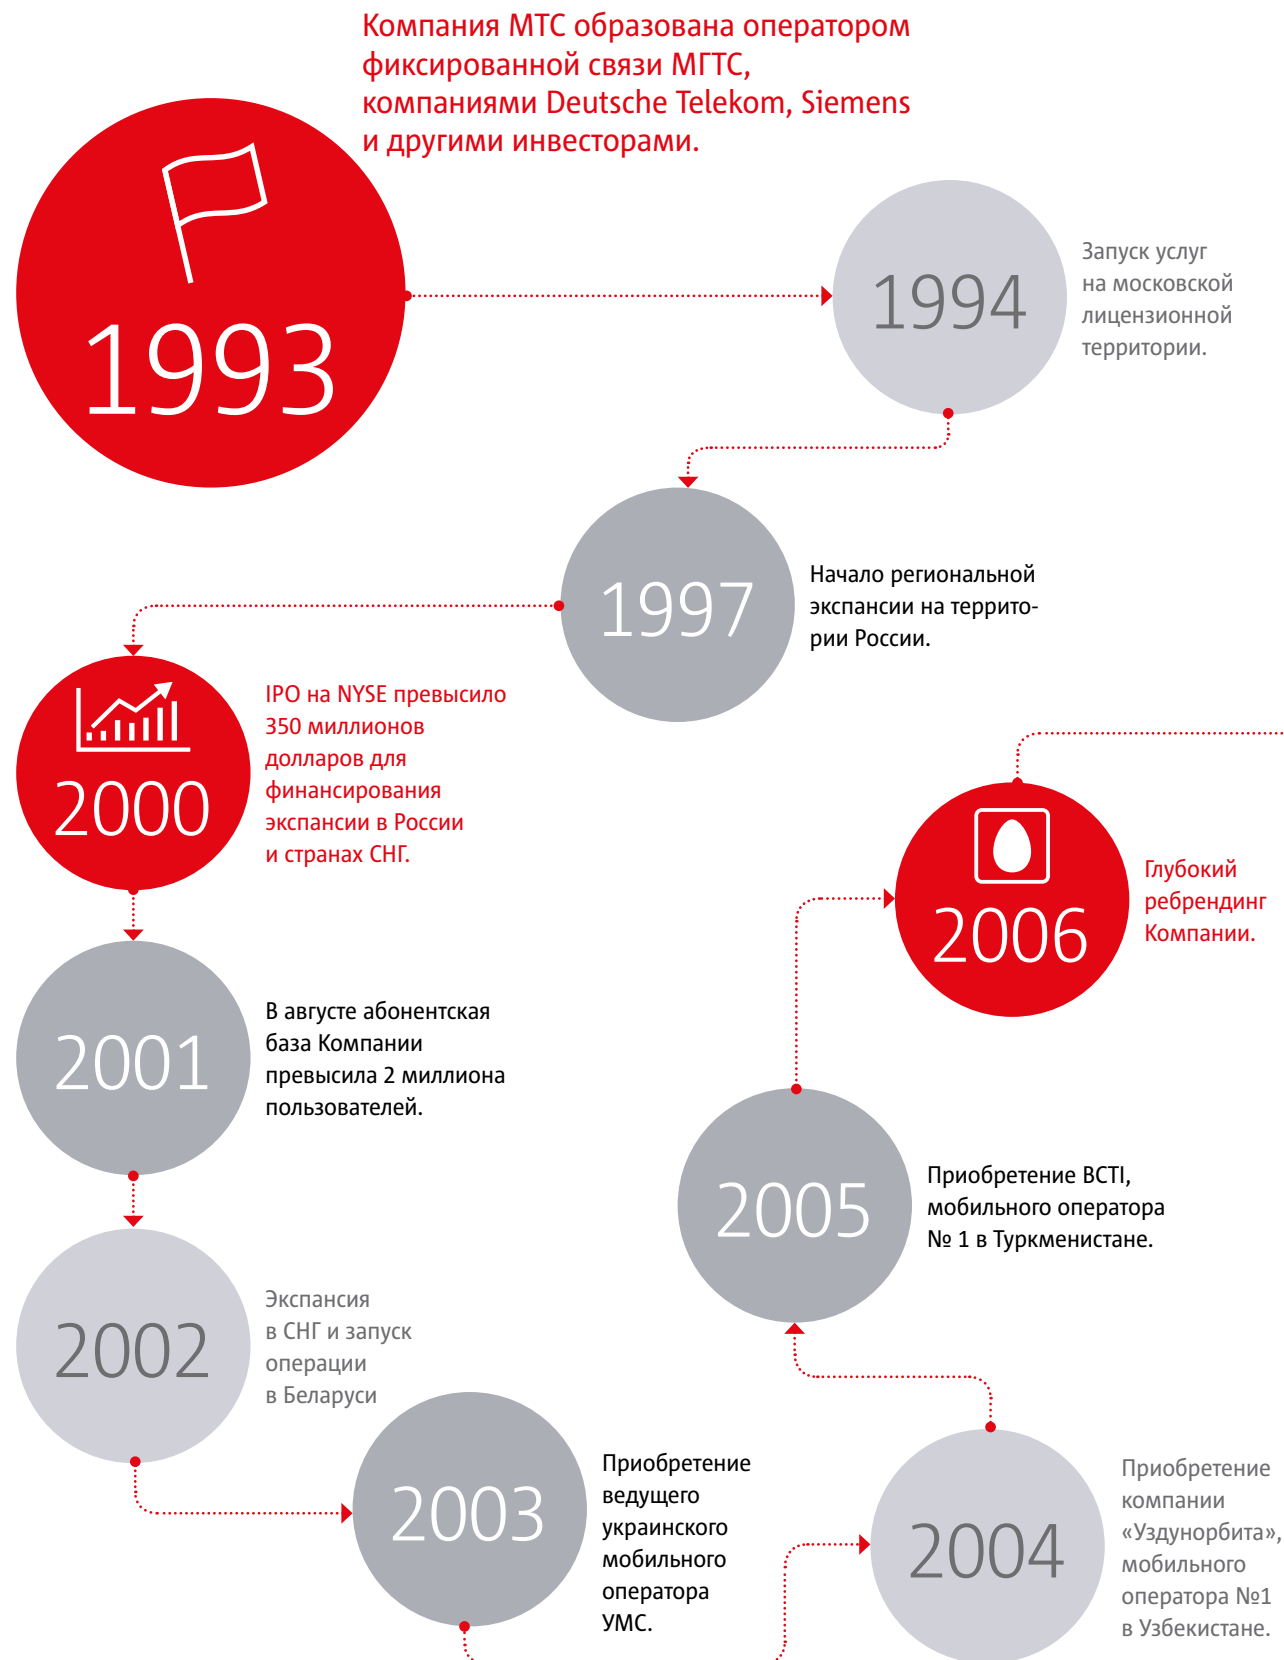 Компания МТС образована оператором
фиксированной связи МГТС,
компаниями Deutsche Telekom, Siemens
и другими инвесторами.
1993
1994
Запуск услуг
на московской
лицензионной
территории.
1997
Начало региональной
экспансии на террито-
рии России.
2000
IPO на NYSE превысило
350 миллионов
долларов для
финансирования
экспансии в России
и странах СНГ.
2001
В августе абонентская
база Компании
превысила 2 миллиона
пользователей.
2002
Экспансия
в СНГ и запуск
операции
в Беларуси
2003
Приобретение
ведущего
украинского
мобильного
оператора
УМС.
2004
Приобретение
компании
«Уздунорбита»,
мобильного
оператора №1
в Узбекистане.
2005
Приобретение BCTI,
мобильного оператора
№ 1 в Туркменистане.
2006
Глубокий
ребрендинг
Компании.